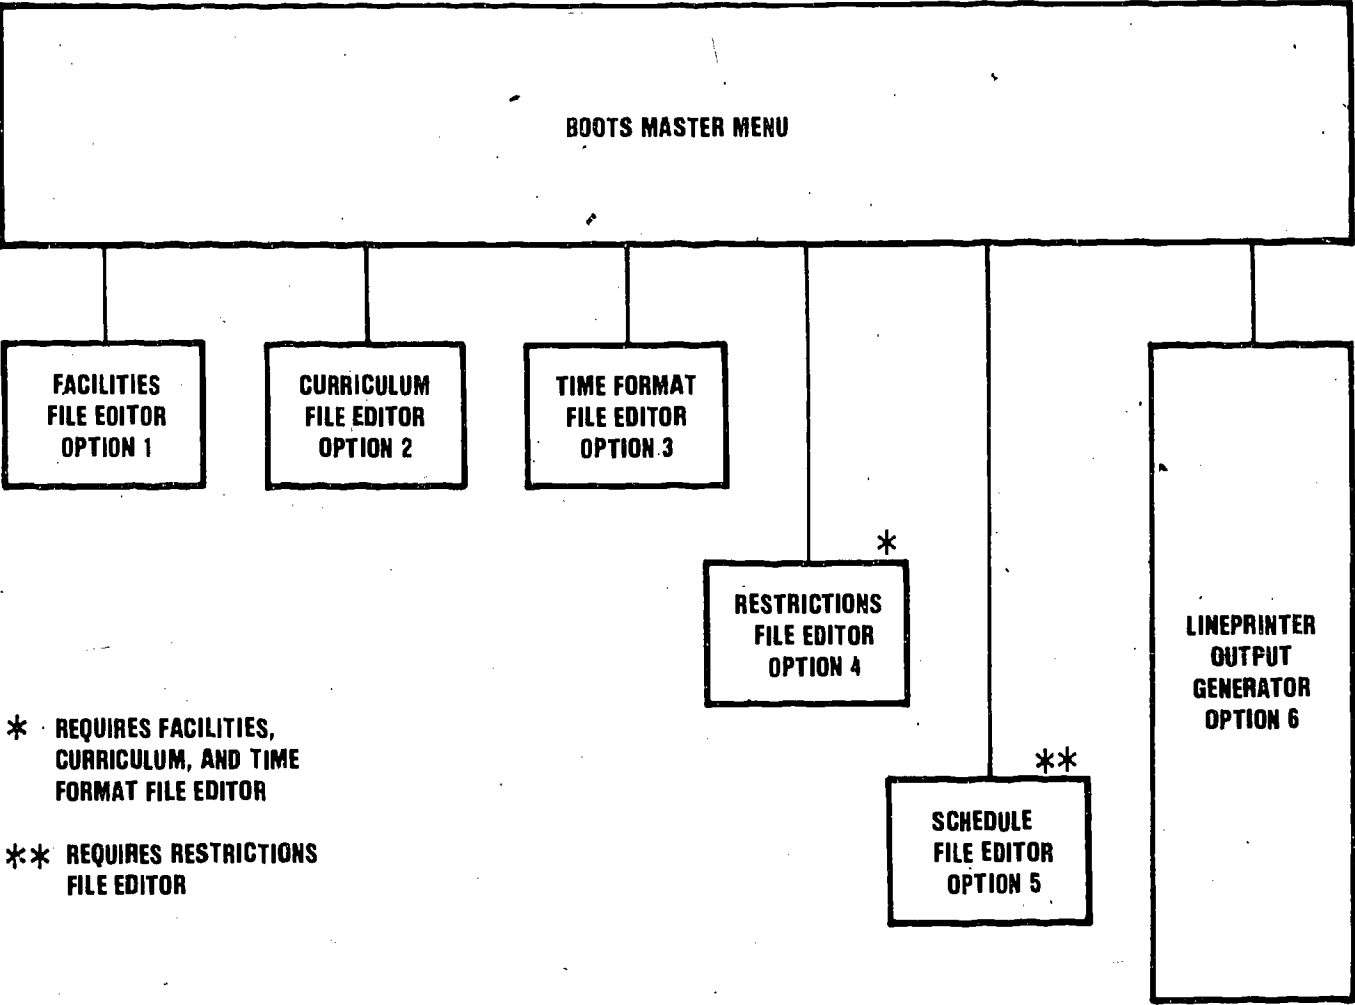 BOOTS MASTER MENU
FACILITIES
FILE EDITOR
OPTION 1
CURRICULUM
FILE EDITOR
OPTION 2
TIME FORMAT
FILE EDITOR
OPTION 3
*
RESTRICTIONS
FILE EDITOR
OPTION 4
**
SCHEDULE
FILE EDITOR
OPTION 5
LINEPRINTER
OUTPUT
GENERATOR
OPTION 6
* REQUIRES FACILITIES,
CURRICULUM, AND TIME
FORMAT FILE EDITOR
** REQUIRES RESTRICTIONS
FILE EDITOR